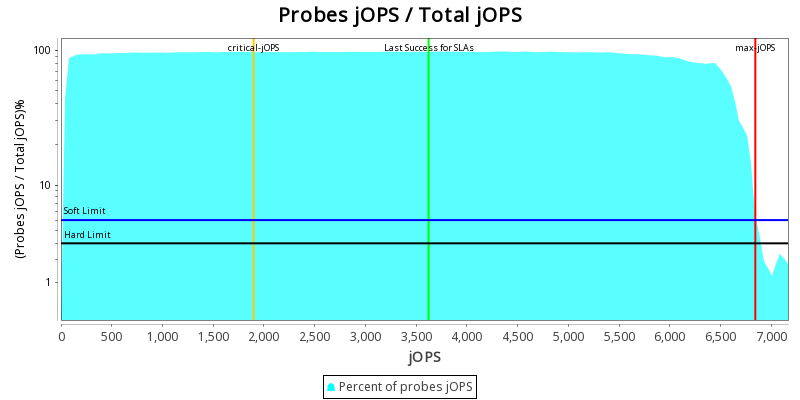 Probes jOPS / Total jOPS
(Probes jOPS / Total jOPS)%
100
10
1
critical-jOPS
Last Success for SLAs
max-jOPS
Soft Limit
Hard Limit
0 500 1,000 1,500 2,000 2,500 3,000 3,500 4,000 4,500 5,000 5,500 6,000 6,500 7,000
jOPS
Percent of probes jOPS